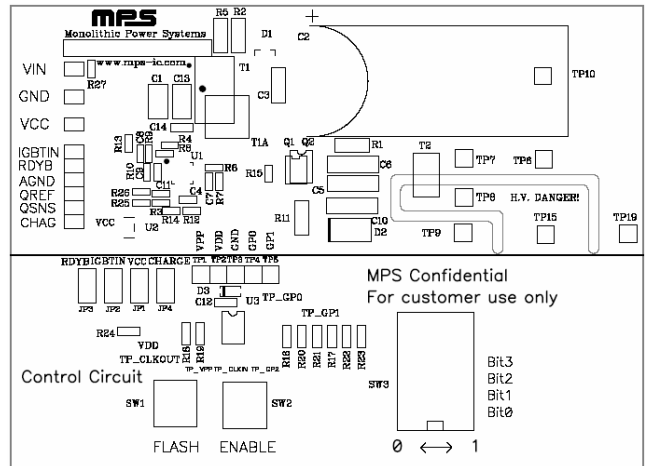 MPS
Monolithic Power Systems
www.mps-ic.com
R5 R2
D1
C2
VIN
R27
C1 C13
T1
C3
TP10
GND
VCC
C14
T1A
R13
C8
R9
R4
R8
Q1 Q2
R1
T2
IGBTIN
RDYB
AGND
QREF
QSNS
CHAG
R10
C9
U1
R6
R15
C6
TP7 TP6
C11
C7
R7
C5
R26
R25
C4
R3
R14 R12
TP8
H.V. DANGER!
VCC
U2
R11
C10
D2
TP9
TP15
TP19
VPP
VDD
GND
GP0
GP1
RDYB IGBTIN VCC CHARGE
TP1 TP2 TP3 TP4 TP5
JP3 JP2 JP1 JP4
D3
C12
U3
TP_GP0
MPS Confidential
For customer use only
R24
VDD
TP_CLKOUT
R16
R19
TP_GP1
R18
R20
R21
R17
R22
R23
TP_VPP TP_CLKIN TP_GP2
Control Circuit
SW1
SW2
SW3
Bit3
Bit2
Bit1
Bit0
FLASH ENABLE
0 ↔ 1